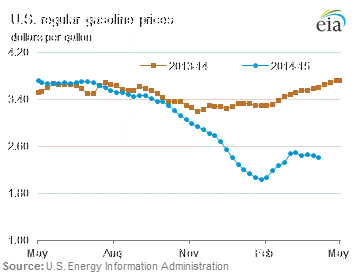 U.S. regular gasoline prices
dollars per gallon
eia
4.20
2013-14
2014-15
3.40
2.60
1.80
1.00
May
Aug
Nov
Feb
May
Source: U.S. Energy Information Administration